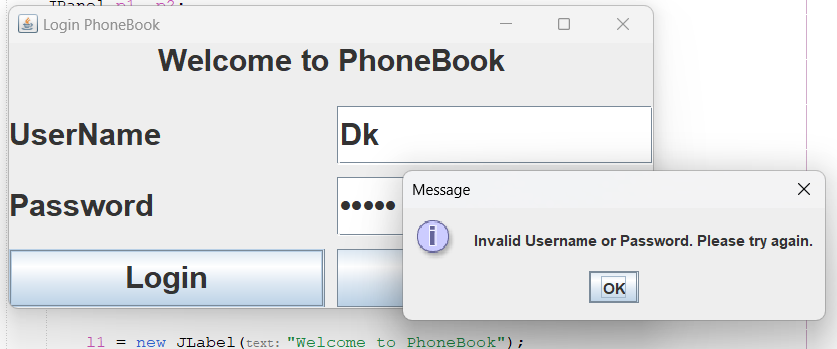 JPanel p1, p2;
Login PhoneBook
Welcome to PhoneBook
UserName
Dk
Password
•••••
Message
Invalid Username or Password. Please try again.
OK
Login
l1 = new JLabel(text: "Welcome to PhoneBook");